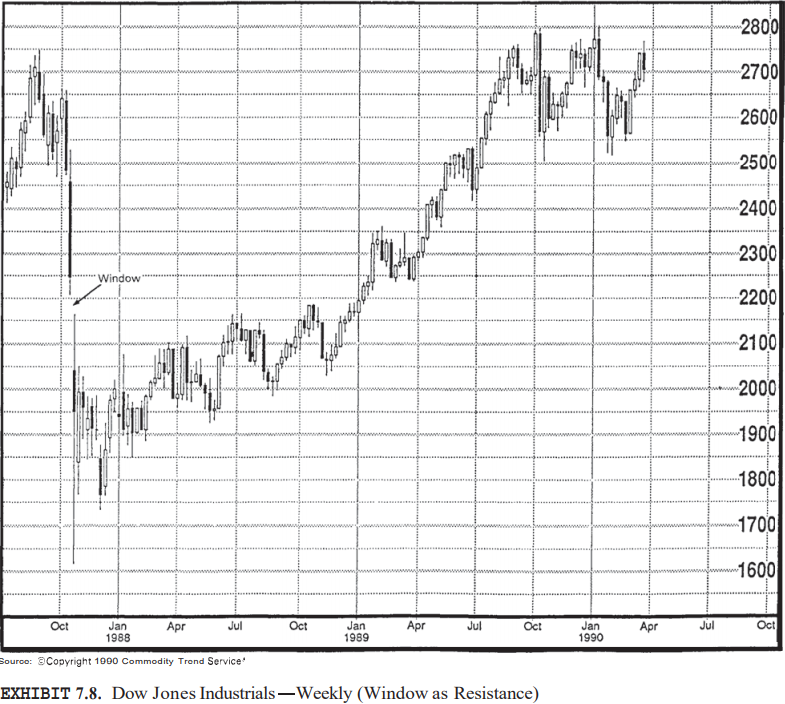 2800
2700
2600
2500
2400
2300
Window
2200
2100
2000
1900
1800
1700
1600
Oct Jan Apr Jul Oct Jan Apr Jul Oct Jan Apr Jul Oct
1988 1989 1990
Source: ©Copyright 1990 Commodity Trend Service
EXHIBIT 7.8. Dow Jones Industrials—Weekly (Window as Resistance)